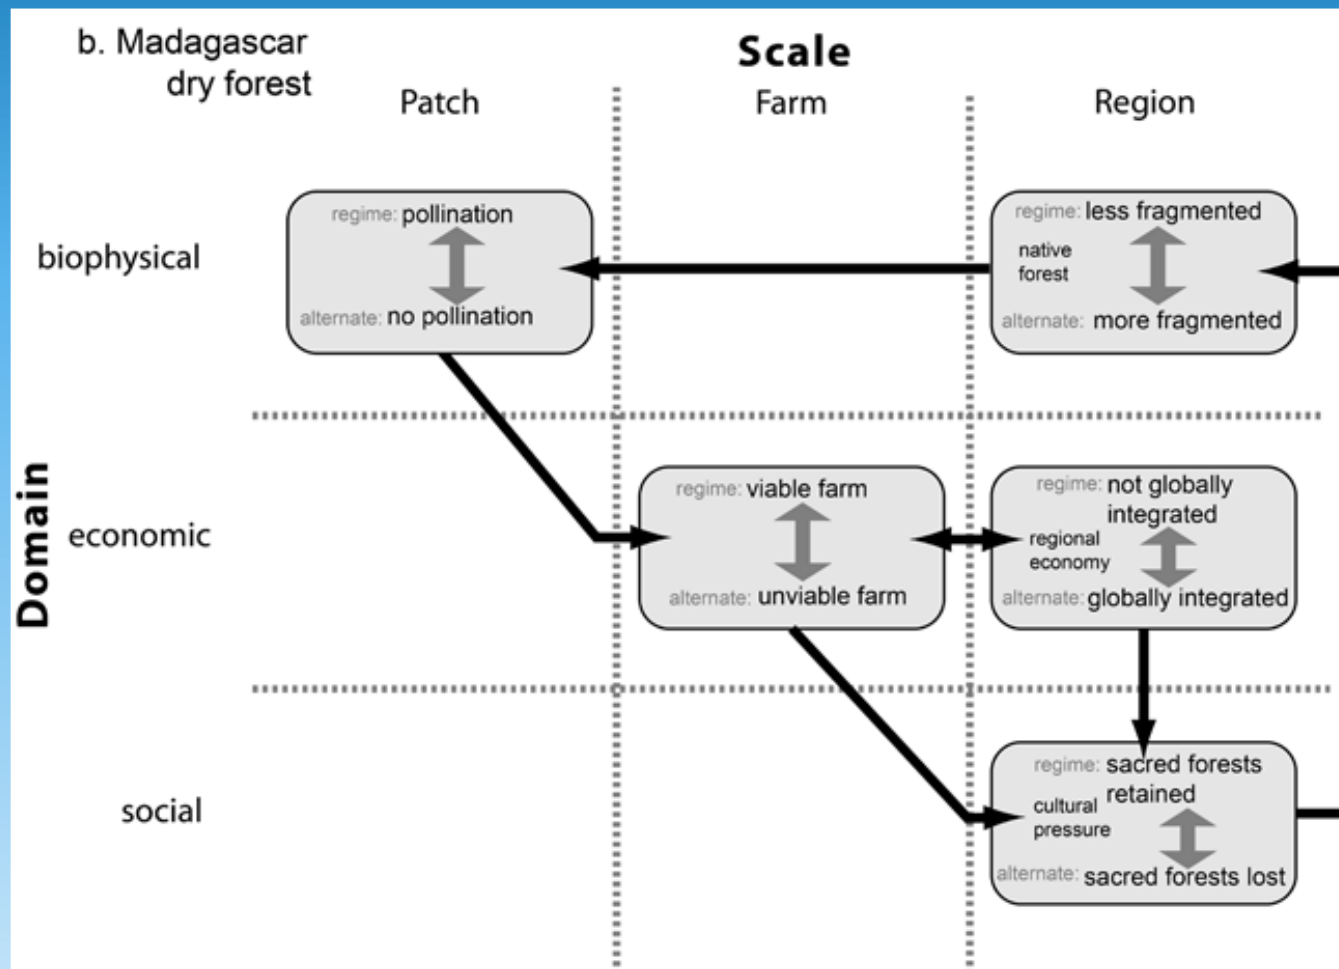 b. Madagascar
dry forest
Scale
Patch
Farm
Region
Domain
biophysical
regime: pollination
alternate: no pollination
regime: less fragmented
native
forest
alternate: more fragmented
economic
regime: viable farm
alternate: unviable farm
regime: not globally
integrated
regional
economy
alternate: globally integrated
social
regime: sacred forests
retained
cultural
pressure
alternate: sacred forests lost